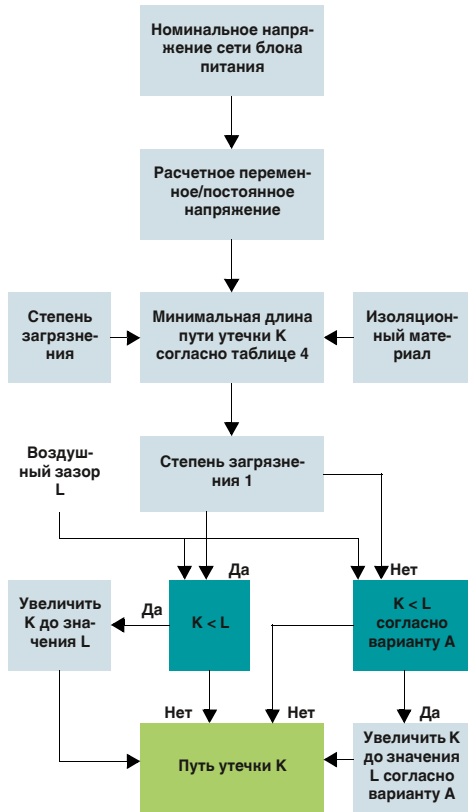 Номинальное напря-
жение сети блока
питания
Расчетное перемен-
ное/постоянное
напряжение
Степень
загрязне-
ния
Минимальная длина
пути утечки К
согласно таблице 4
Изоляцион-
ный мате-
риал
Воздуш-
ный зазор
L
Степень загрязне-
ния 1
Да
Нет
Увеличить
К до зна-
чения L
Да
K < L
K < L
согласно
варианту А
Нет
Нет
Да
Путь утечки К
Увеличить К
до значения
L согласно
варианту А